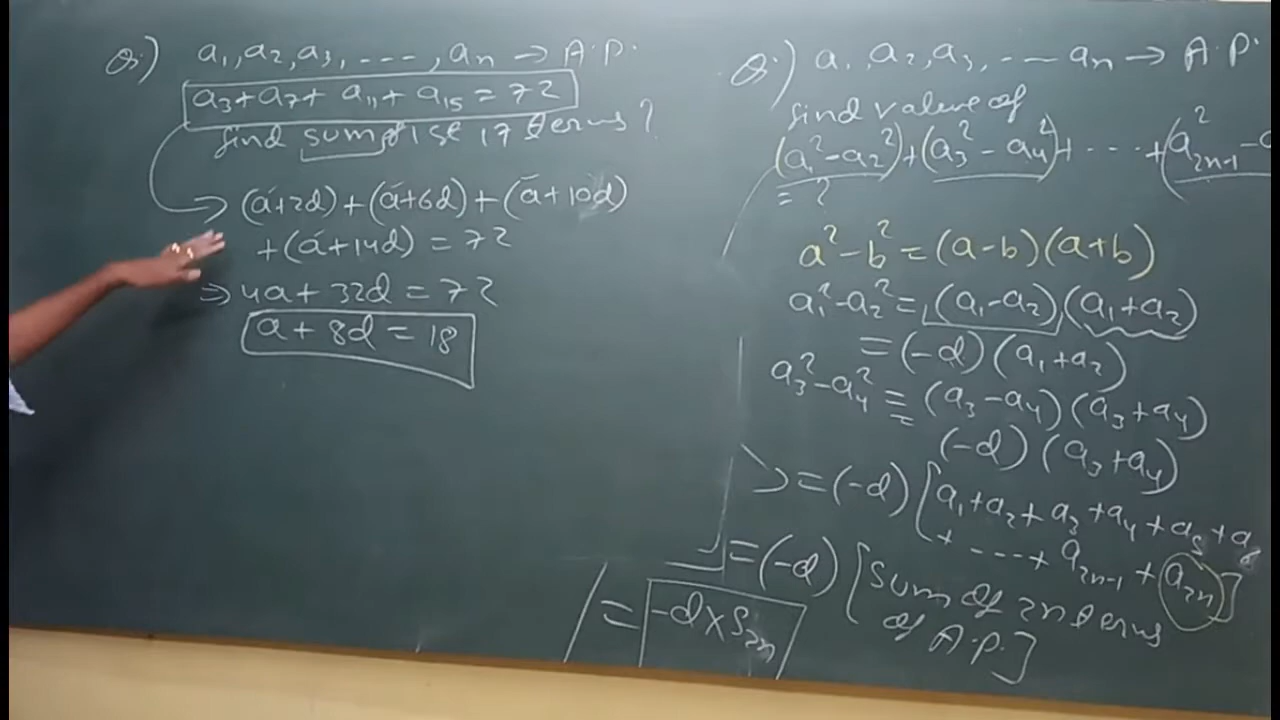 Q.) a₁, a₂, a₃, ----, aₙ → A.P.
a₃ + a₇ + a₁₁ + a₁₅ = 72
find sum of 1st 17 terms?
⇒ (a+2d) + (a+6d) + (a+10d)
+ (a+14d) = 72
⇒ 4a + 32d = 72
a + 8d = 18
Q.) a₁, a₂, a₃, --- aₙ → A.P.
find value of
(a₁² - a₂²) + (a₃² - a₄²) + ---- + (a²₂ₙ₋₁ - a
= ?
a² - b² = (a-b)(a+b)
a₁² - a₂² = (a₁-a₂)(a₁+a₂)
= (-d)(a₁+a₂)
a₃² - a₄² = (a₃-a₄)(a₃+a₄)
= (-d)(a₃+a₄)
= (-d)[a₁+a₂+a₃+a₄+a₅+a₆
+ ----+ a₂ₙ₋₁ + a₂ₙ]
= (-d)[Sum of 2n terms
of A.P.]
= -d × S₂ₙ